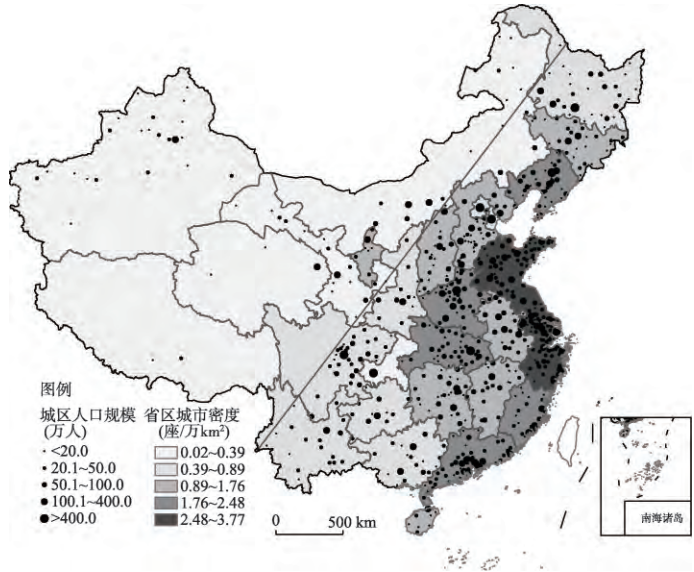 图例
城区人口规模 省区城市密度
(万人) (座/万km²)
<20.0 0.02~0.39
20.1~50.0 0.39~0.89
50.1~100.0 0.89~1.76
100.1~400.0 1.76~2.48
>400.0 2.48~3.77
0 500 km
南海诸岛